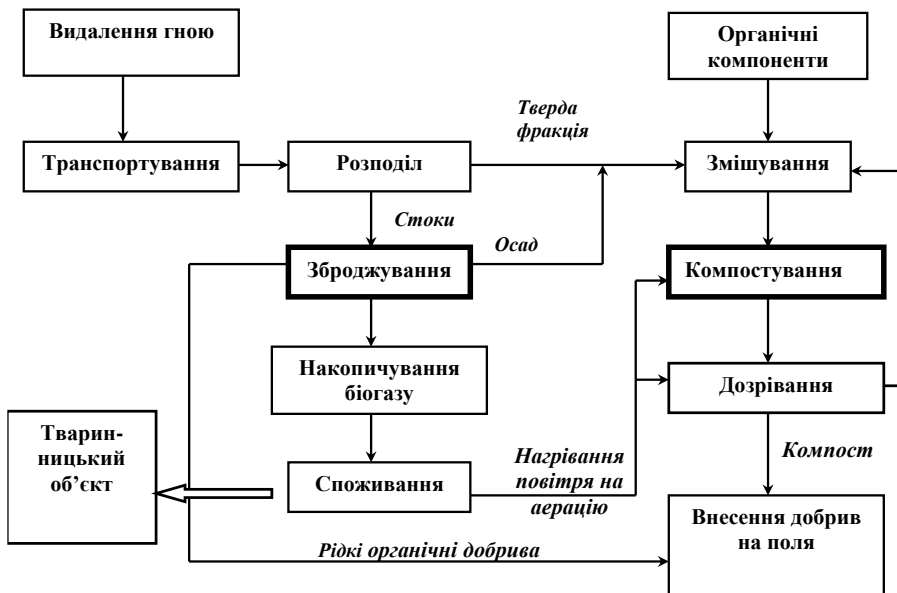 Видалення гною
Органічні
компоненти
Тверда
фракція
Транспортування
Розподіл
Змішування
Стоки
Осад
Зброджування
Компостування
Накопичування
біогазу
Дозрівання
Тварин-
ницький
об’єкт
Споживання
Нагрівання
повітря на
аерацію
Компост
Внесення добрив
на поля
Рідкі органічні добрива